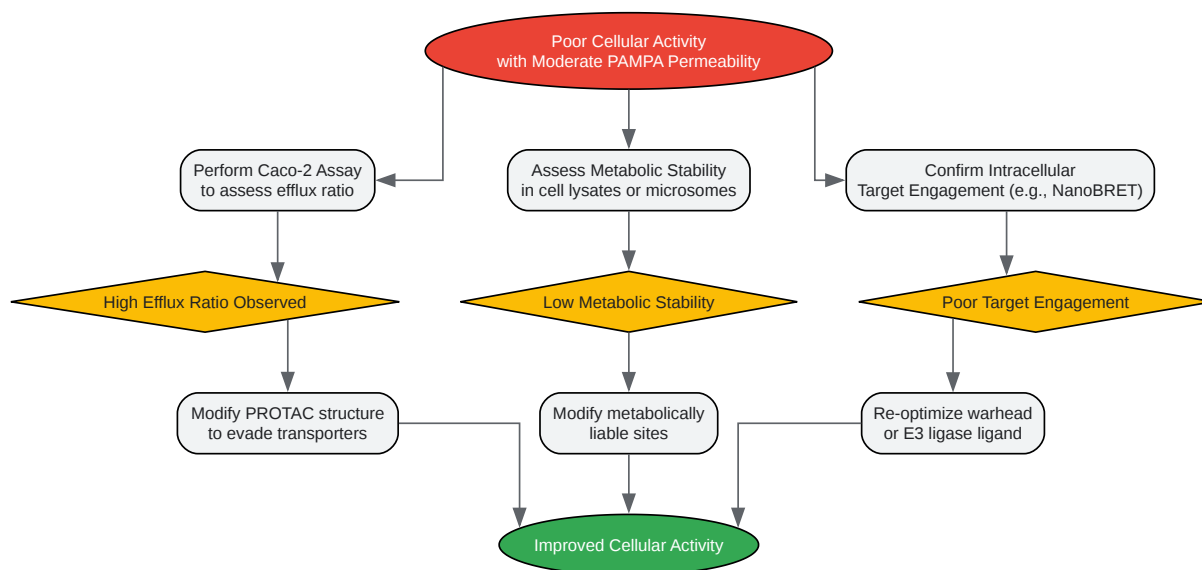 Poor Cellular Activity
with Moderate PAMPA Permeability
Perform Caco-2 Assay
to assess efflux ratio
Assess Metabolic Stability
in cell lysates or microsomes
Confirm Intracellular
Target Engagement (e.g., NanoBRET)
High Efflux Ratio Observed
Low Metabolic Stability
Poor Target Engagement
Modify PROTAC structure
to evade transporters
Modify metabolically
liable sites
Re-optimize warhead
or E3 ligase ligand
Improved Cellular Activity